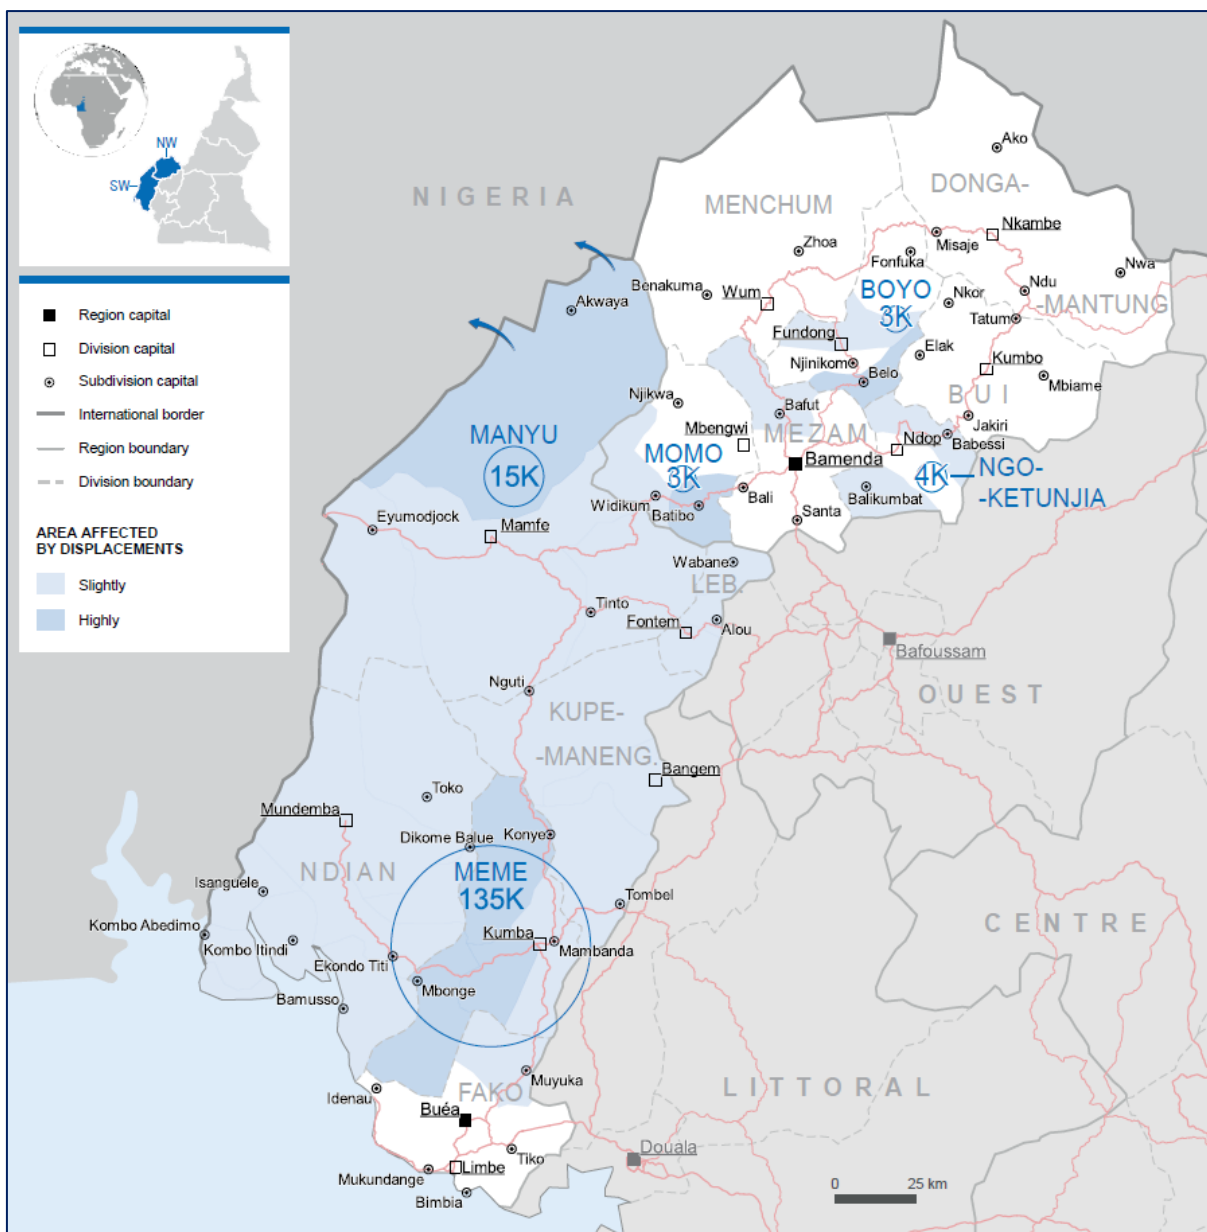 NW
SW
Region capital
Division capital
Subdivision capital
International border
Region boundary
Division boundary
AREA AFFECTED
BY DISPLACEMENTS
Slightly
Highly
NIGERIA
Ako
DONGA-
MENCHUM
Nkambe
Misaje
Zhoa
Fonfuka
Nwa
Akwaya
Benakuma
Wum
BOYO
3K
Nkor
Ndu
-MANTUNG
Tatum
Fundong
Elak
Njinikom
Belo
Kumbo
Mbiame
BUI
Njikwa
Bafut
Jakiri
MANYU
15K
Mbengwi
MEZAM
Ndop
Babessi
MOMO
3K
Bamenda
4K
NGO-
-KETUNJIA
Widikum
Batibo
Bali
Balikumbat
Santa
Eyumodjock
Mamfe
Wabane
LEB.
Tinto
Fontem
Alou
Bafoussam
Nguti
OUEST
KUPE-
-MANENG.
Bangem
Toko
Mundemba
Dikome Balue
Konye
NDIAN
MEME
135K
Isanguele
Tombel
Kombo Abedimo
Kombo Itindi
Kumba
Mambanda
CENTRE
Ekondo Titi
Mbonge
Bamusso
Muyuka
FAKO
LITTORAL
Idenau
Buéa
Douala
Tiko
Limbe
Mukundange
Bimbia
0 25 km